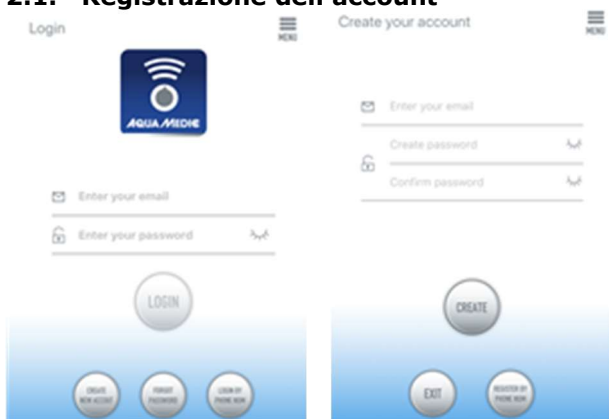 2.1. Registrazione dell'account
Login
MENU
AQUA MEDIC
Enter your email
Enter your password
LOGIN
CREATE
NEW ACCOUNT
FORGOT
PASSWORD
LOGIN BY
PHONE NUM
Create your account
MENU
Enter your email
Create password
Confirm password
CREATE
EXIT
REGISTER BY
PHONE NUM